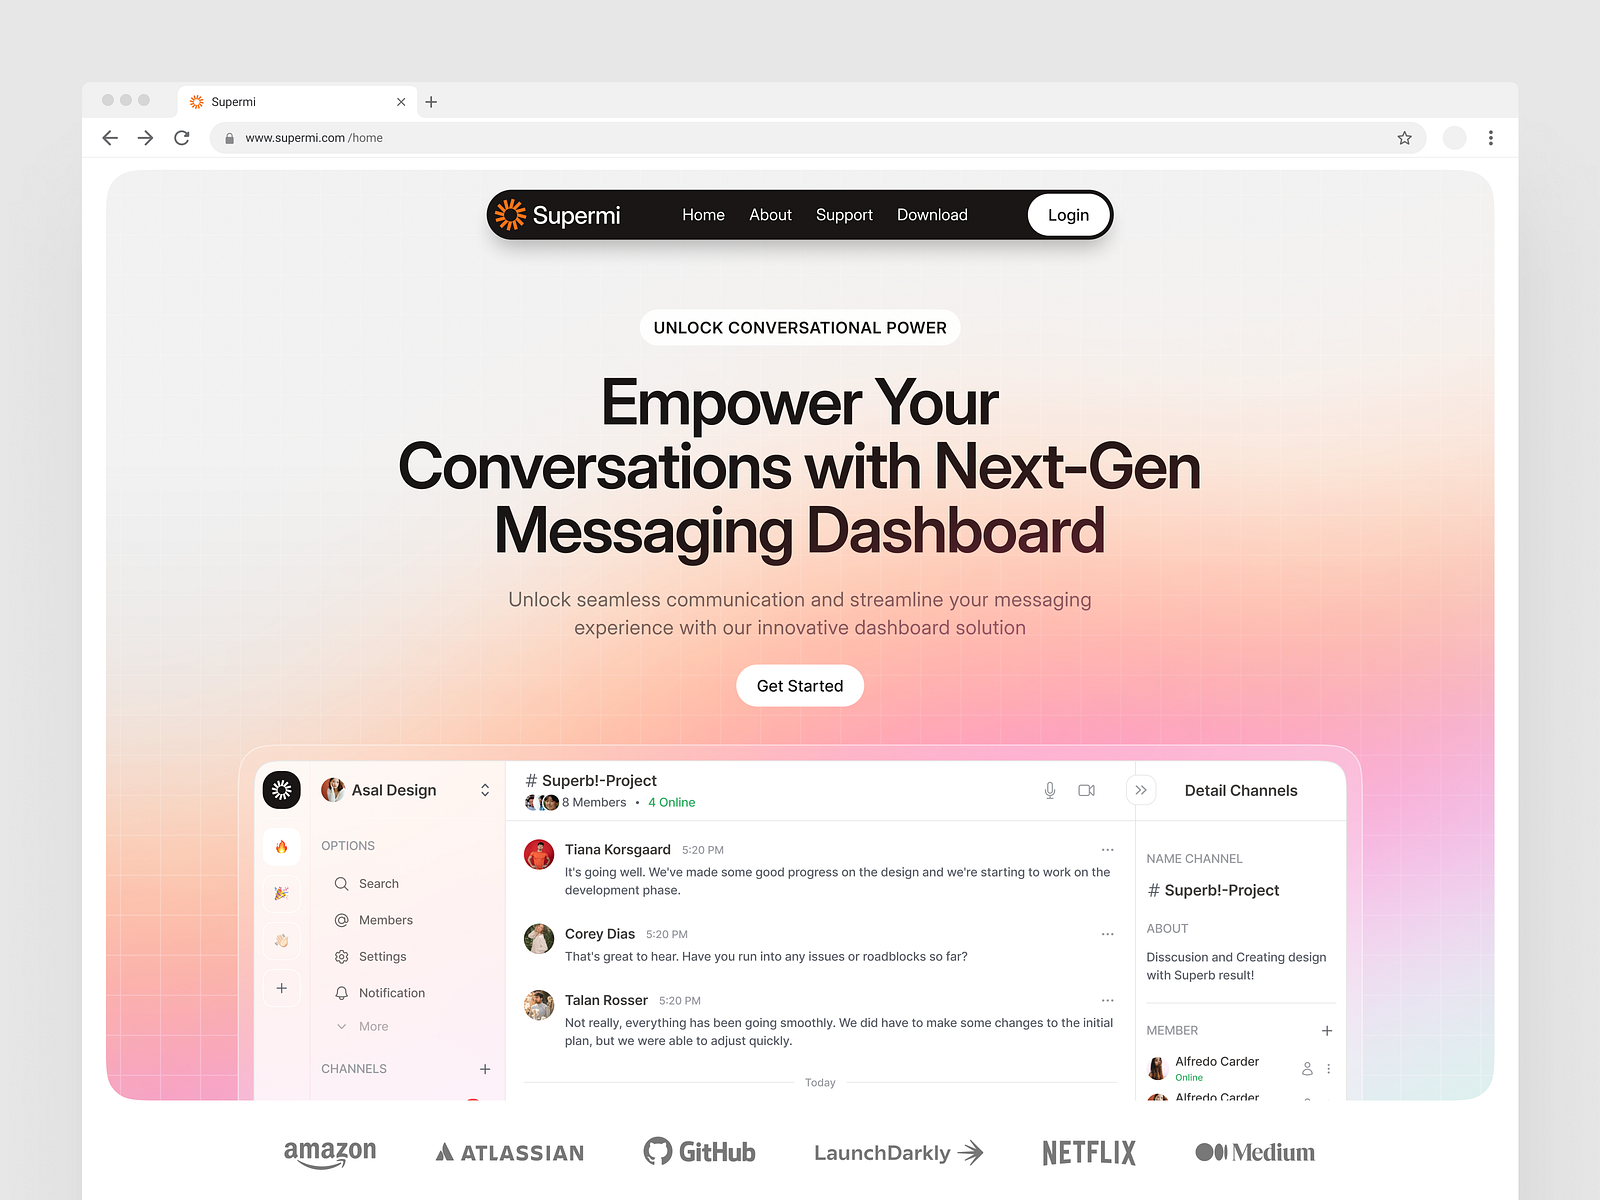 Supermi
www.supermi.com/home
Supermi
Home
About
Support
Download
Login
UNLOCK CONVERSATIONAL POWER
Empower Your
Conversations with Next-Gen
Messaging Dashboard
Unlock seamless communication and streamline your messaging
experience with our innovative dashboard solution
Get Started
Asal Design
OPTIONS
Search
Members
Settings
Notification
More
CHANNELS
# Superb!-Project
8 Members • 4 Online
Tiana Korsgaard 5:20 PM
It's going well. We've made some good progress on the design and we're starting to work on the
development phase.
Corey Dias 5:20 PM
That's great to hear. Have you run into any issues or roadblocks so far?
Talan Rosser 5:20 PM
Not really, everything has been going smoothly. We did have to make some changes to the initial
plan, but we were able to adjust quickly.
Today
Detail Channels
NAME CHANNEL
# Superb!-Project
ABOUT
Disscusion and Creating design
with Superb result!
MEMBER
Alfredo Carder
Online
Alfredo Carder
amazon
ATLASSIAN
GitHub
LaunchDarkly
NETFLIX
Medium